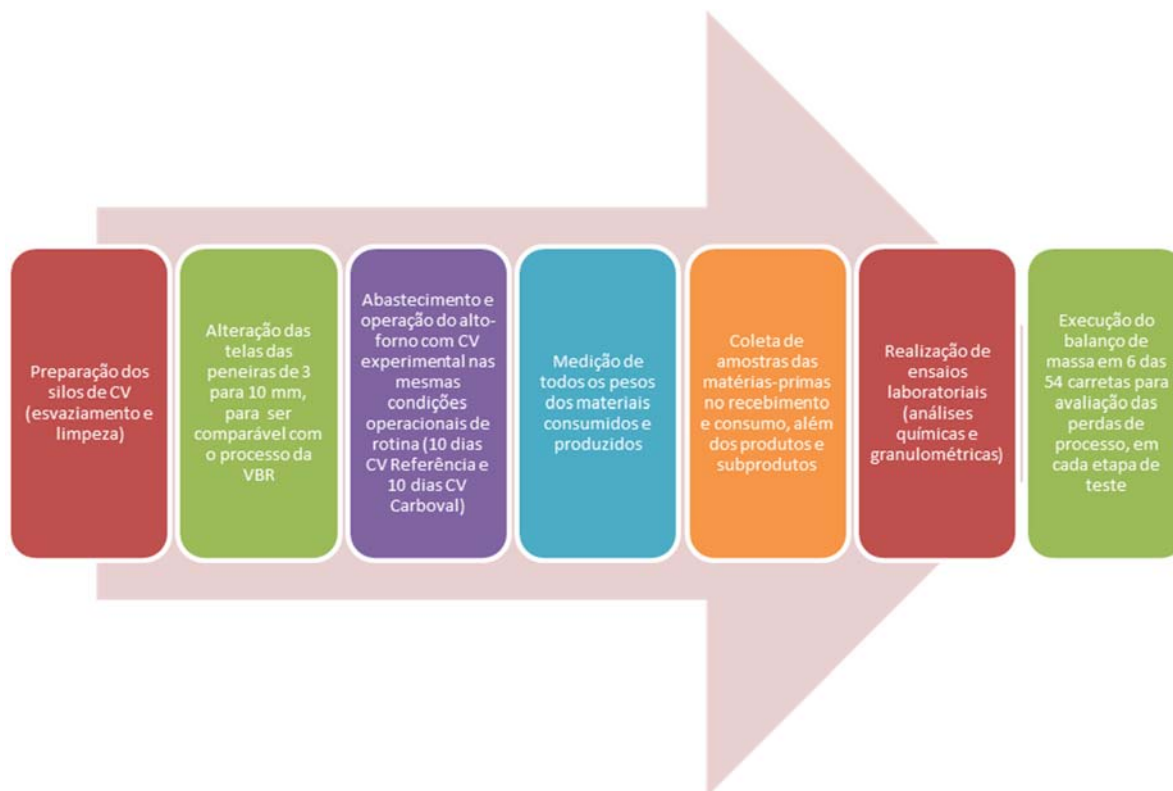 Preparação dos
silos de CV
(esvaziamento e
limpeza)
Alteração das
telas das
peneiras de 3
para 10 mm,
para ser
comparável com
o processo da
VBR
Abastecimento e
operação do alto-
forno com CV
experimental nas
mesmas
condições
operacionais de
rotina (10 dias
CV Referência e
10 dias CV
Carboval)
Medição de
todos os pesos
dos materiais
consumidos e
produzidos
Coleta de
amostras das
matérias-primas
no recebimento
e consumo, além
dos produtos e
subprodutos
Realização de
ensaios
laboratoriais
(análises
químicas e
granulométricas)
Execução do
balanço de
massa em 6 das
54 carretas para
avaliação das
perdas de
processo, em
cada etapa de
teste